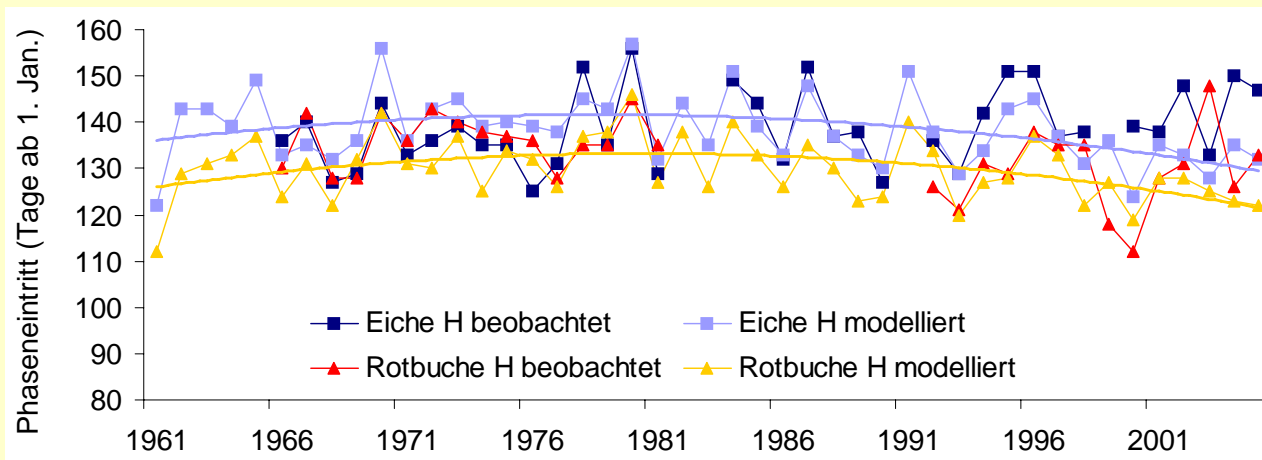 Phaseneintritt (Tage ab 1. Jan.)
160
150
140
130
120
110
100
90
80
Eiche H beobachtet
Eiche H modelliert
Rotbuche H beobachtet
Rotbuche H modelliert
1961 1966 1971 1976 1981 1986 1991 1996 2001